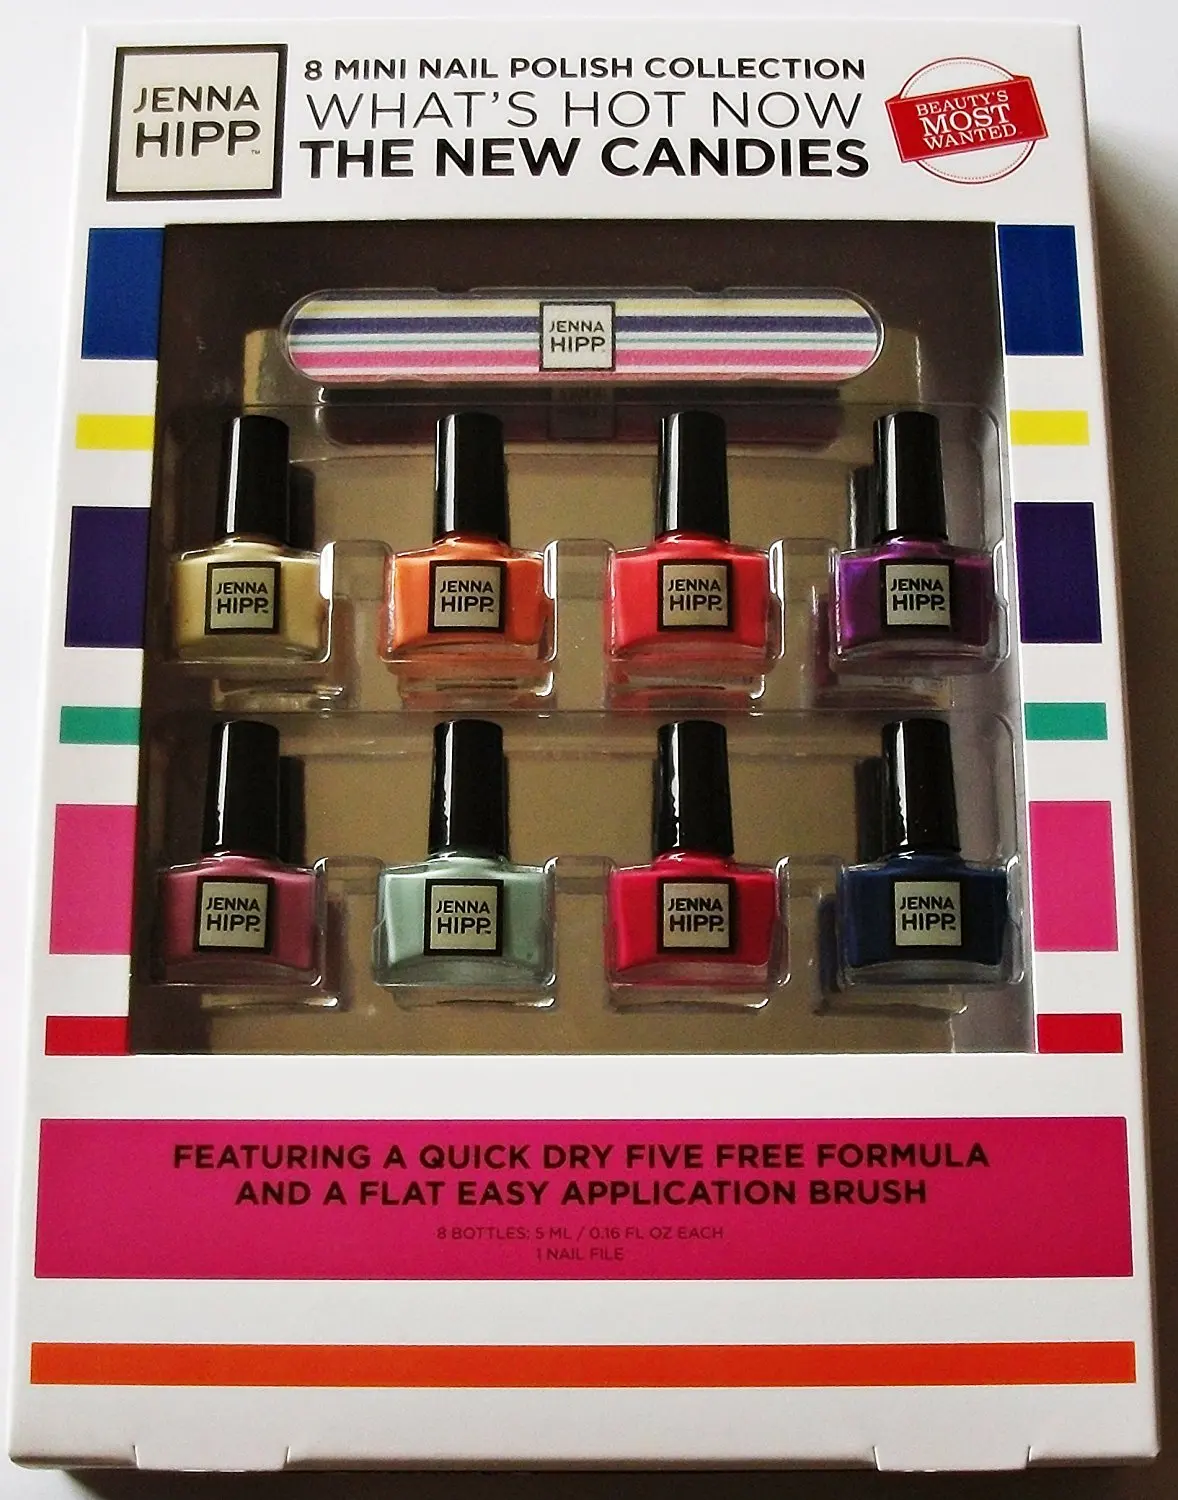 JENNA
HIPP™
8 MINI NAIL POLISH COLLECTION
WHAT'S HOT NOW
THE NEW CANDIES
BEAUTY'S
MOST
WANTED
JENNA
HIPP
JENNA
HIPP
JENNA
HIPP
JENNA
HIPP
JENNA
HIPP
JENNA
HIPP
JENNA
HIPP
JENNA
HIPP
JENNA
HIPP
FEATURING A QUICK DRY FIVE FREE FORMULA
AND A FLAT EASY APPLICATION BRUSH
8 BOTTLES; 5 ML / 0.16 FL OZ EACH
1 NAIL FILE